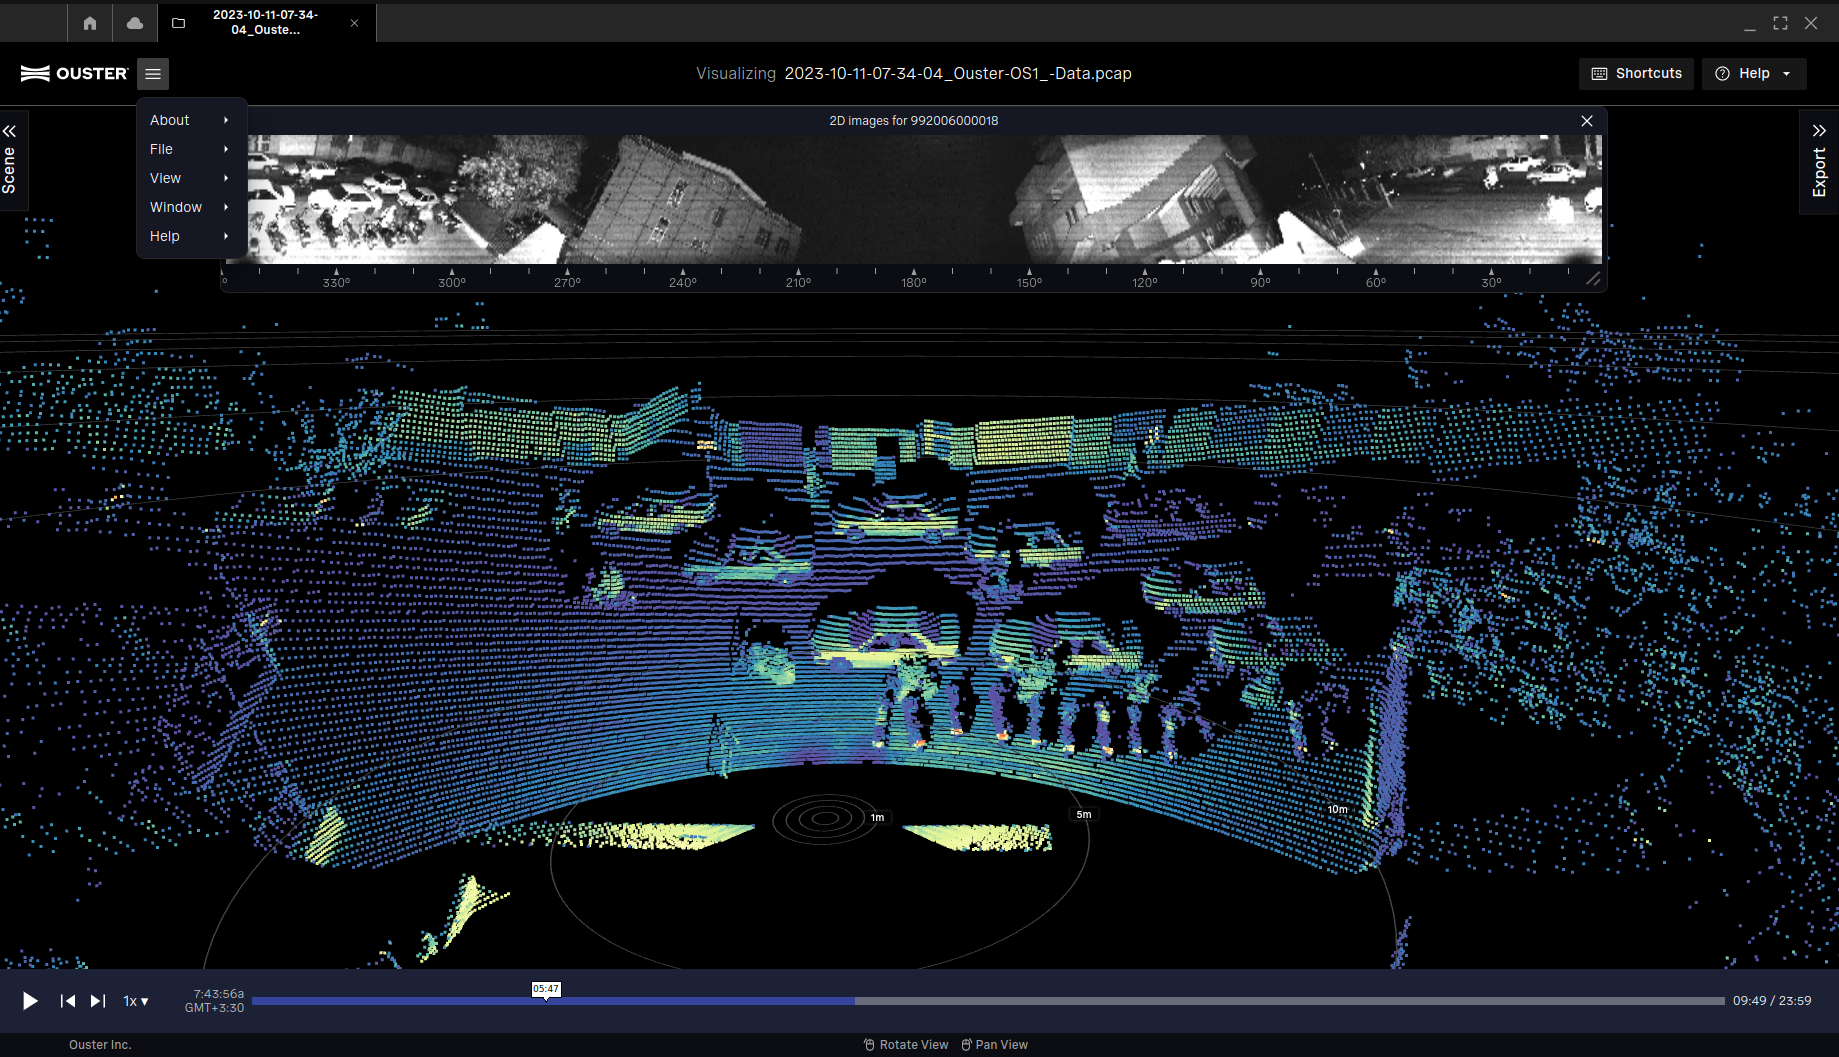 2023-10-11-07-34-
04_Ouste...
OUSTER
Visualizing 2023-10-11-07-34-04_Ouster-OS1_-Data.pcap
Shortcuts
Help
About
File
View
Window
Help
2D images for 992006000018
Scene
Export
330°
300°
270°
240°
210°
180°
150°
120°
90°
60°
30°
1m
5m
10m
05:47
1x
7:43:56a
GMT+3:30
09:49 / 23:59
Ouster Inc.
Rotate View
Pan View